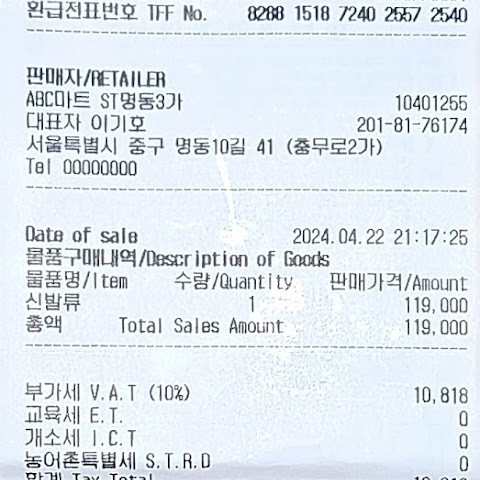 환급전표번호 TFF No. 8288 1518 7240 2557 2540
판매자/RETAILER
ABC마트 ST명동3가 10401255
대표자 이기호 201-81-76174
서울특별시 중구 명동10길 41 (충무로2가)
Tel 00000000
Date of sale 2024.04.22 21:17:25
물품구매내역/Description of Goods
물품명/Item 수량/Quantity 판매가격/Amount
신발류 1 119,000
총액 Total Sales Amount 119,000
부가세 V.A.T (10%) 10,818
교육세 E.T. 0
개소세 I.C.T 0
농어촌특별세 S.T.R.D 0
합계 Tax Total